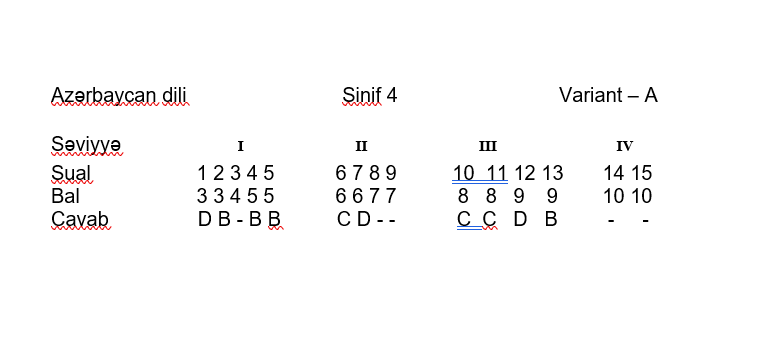 Azərbaycan dili Sinif 4 Variant – A
Səviyyə I II III IV
Sual 1 2 3 4 5 6 7 8 9 10 11 12 13 14 15
Bal 3 3 4 5 5 6 6 7 7 8 8 9 9 10 10
Cavab D B - B B C D - - C C D B - -